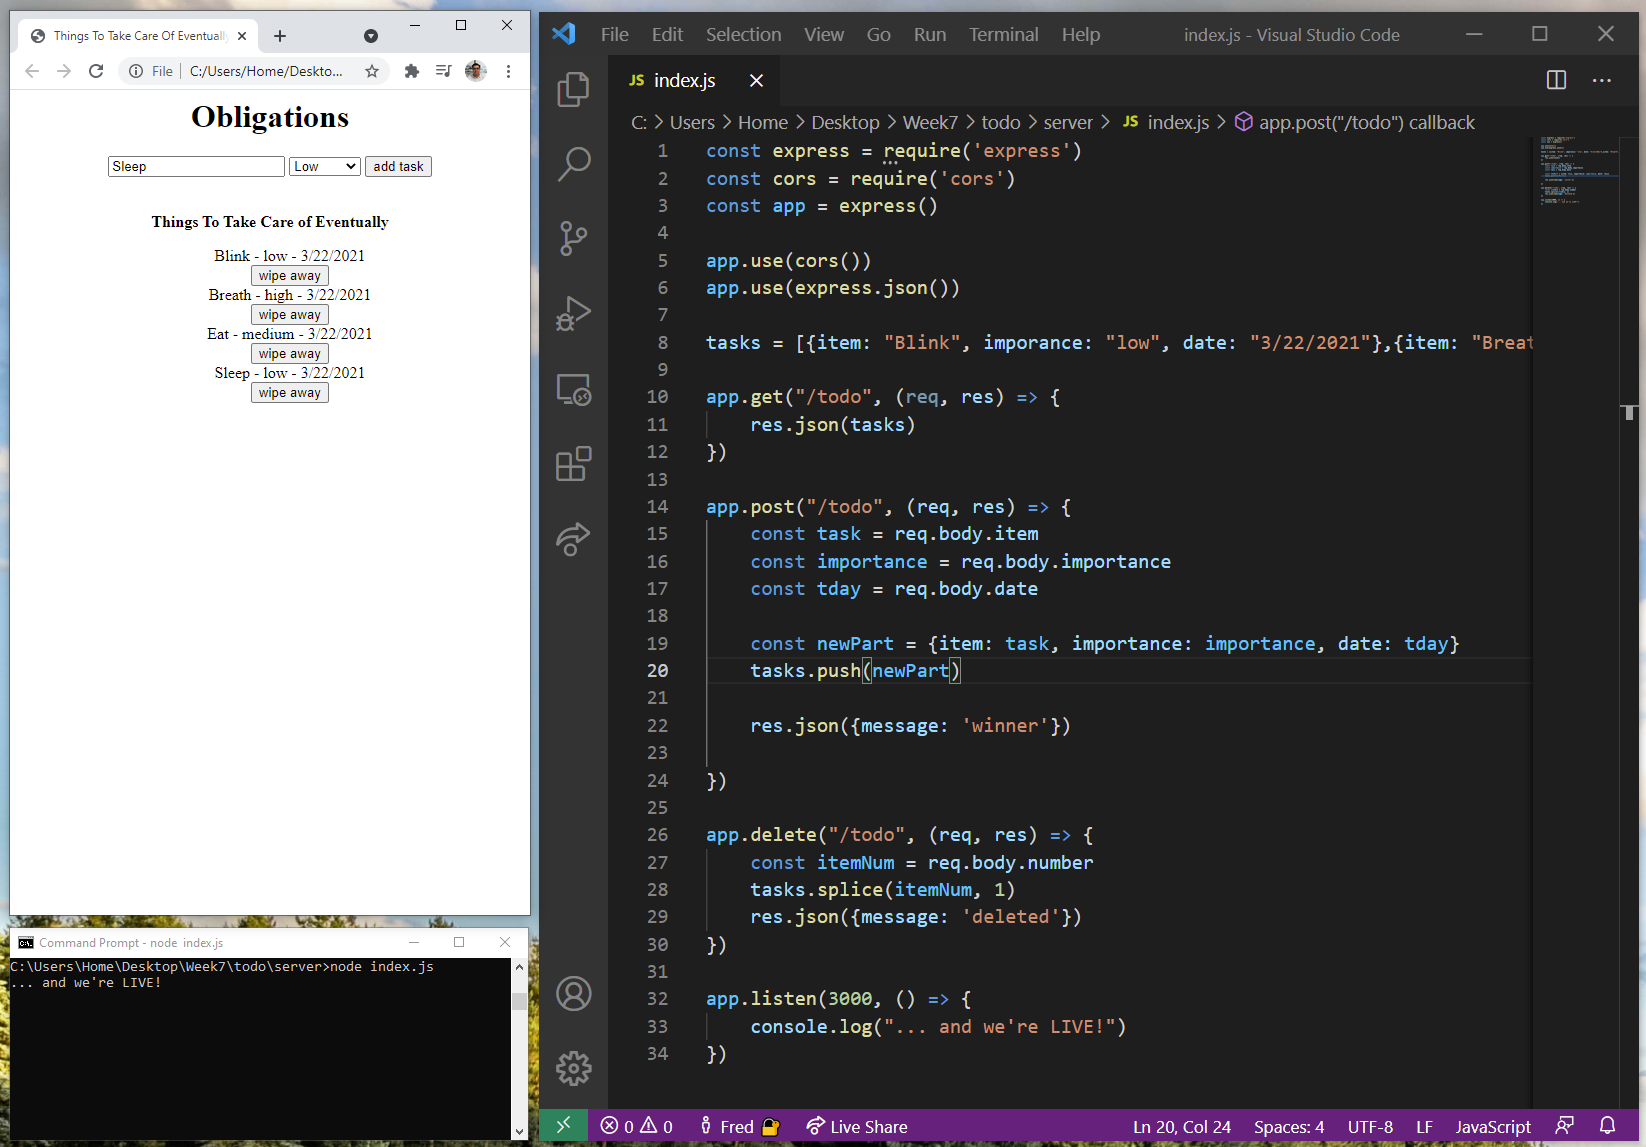 Things To Take Care Of Eventually
File
C:/Users/Home/Deskto...
Obligations
Sleep
Low
add task
Things To Take Care of Eventually
Blink - low - 3/22/2021
wipe away
Breath - high - 3/22/2021
wipe away
Eat - medium - 3/22/2021
wipe away
Sleep - low - 3/22/2021
wipe away
Command Prompt - node  index.js
C:\Users\Home\Desktop\Week7\todo\server>node index.js
... and we're LIVE!
File Edit Selection View Go Run Terminal Help index.js - Visual Studio Code
JS index.js
C: > Users > Home > Desktop > Week7 > todo > server > JS index.js > app.post("/todo") callback
1 const express = require('express')
2 const cors = require('cors')
3 const app = express()
4
5 app.use(cors())
6 app.use(express.json())
7
8 tasks = [{item: "Blink", imporance: "low", date: "3/22/2021"},{item: "Breat
9
10 app.get("/todo", (req, res) => {
11     res.json(tasks)
12 })
13
14 app.post("/todo", (req, res) => {
15     const task = req.body.item
16     const importance = req.body.importance
17     const tday = req.body.date
18
19     const newPart = {item: task, importance: importance, date: tday}
20     tasks.push(newPart)
21
22     res.json({message: 'winner'})
23
24 })
25
26 app.delete("/todo", (req, res) => {
27     const itemNum = req.body.number
28     tasks.splice(itemNum, 1)
29     res.json({message: 'deleted'})
30 })
31
32 app.listen(3000, () => {
33     console.log("... and we're LIVE!")
34 })
0 0 Fred Live Share Ln 20, Col 24 Spaces: 4 UTF-8 LF JavaScript